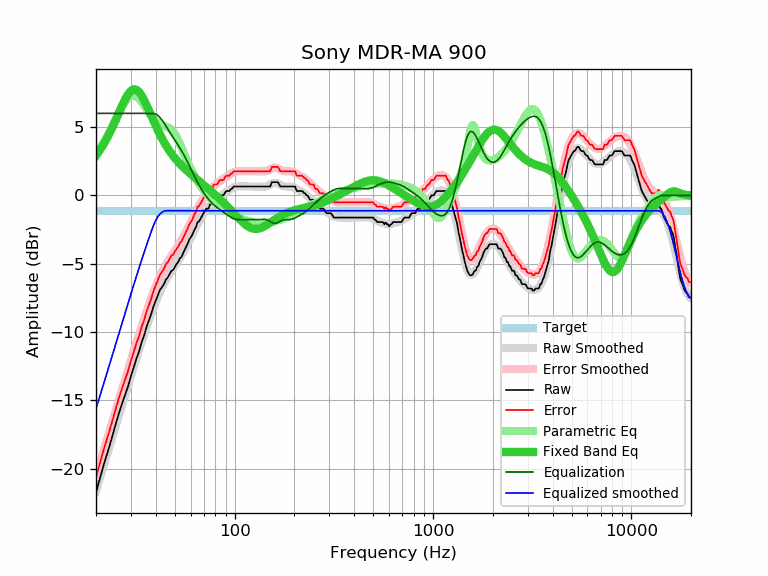 Sony MDR-MA 900
Amplitude (dBr)
5
0
−5
−10
−15
−20
100
1000
10000
Frequency (Hz)
Target
Raw Smoothed
Error Smoothed
Raw
Error
Parametric Eq
Fixed Band Eq
Equalization
Equalized smoothed